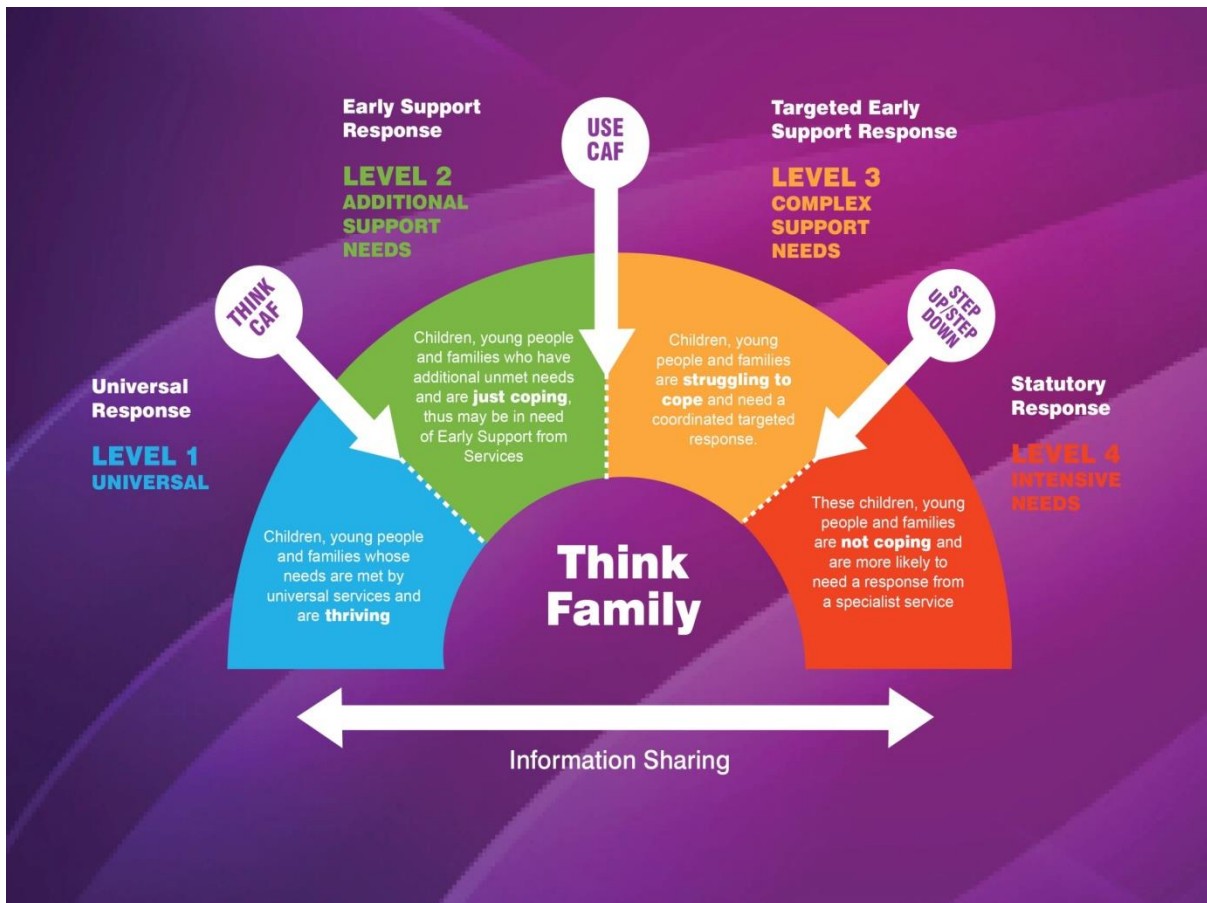 Early Support
Response
LEVEL 2
ADDITIONAL
SUPPORT
NEEDS
USE
CAF
Targeted Early
Support Response
LEVEL 3
COMPLEX
SUPPORT
NEEDS
THINK
CAF
STEP
UP/STEP
DOWN
Universal
Response
LEVEL 1
UNIVERSAL
Children, young people
and families who have
additional unmet needs
and are just coping,
thus may be in need
of Early Support from
Services
Children, young
people and families
are struggling to
cope and need a
coordinated targeted
response.
Statutory
Response
LEVEL 4
INTENSIVE
NEEDS
Children, young people
and families whose
needs are met by
universal services and
are thriving
These children, young
people and families
are not coping and
are more likely to
need a response from
a specialist service
Think
Family
Information Sharing